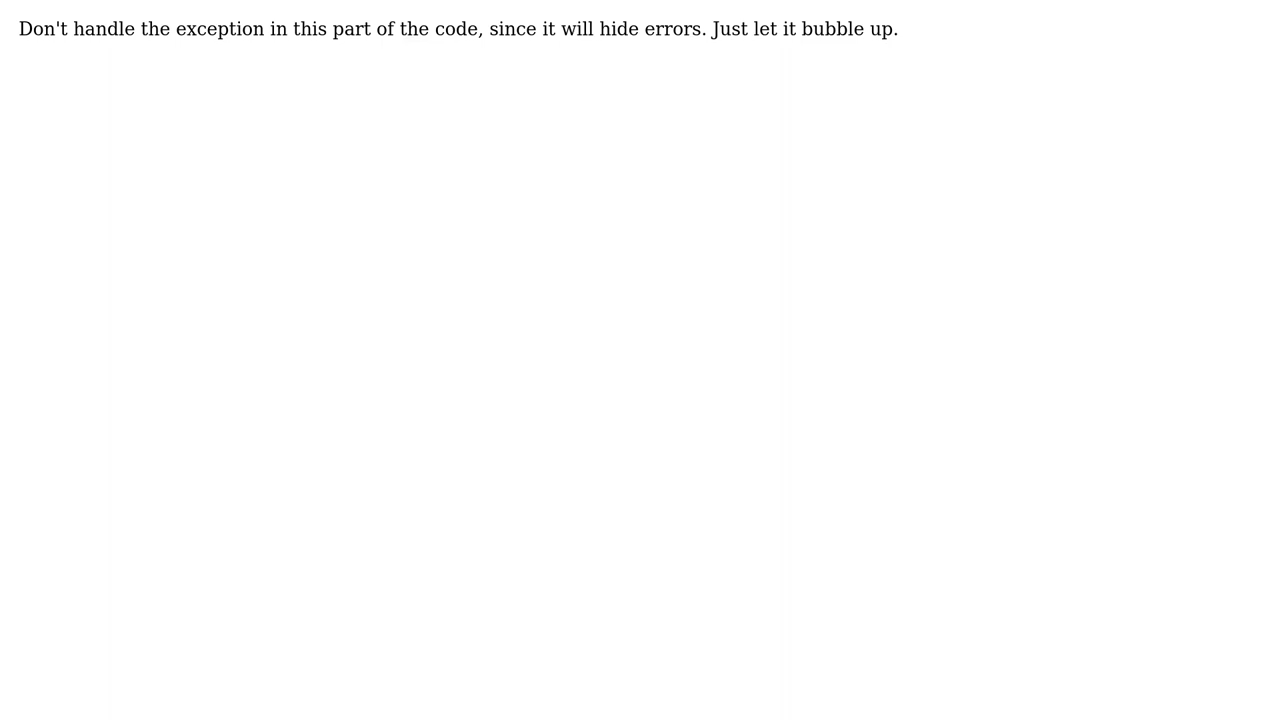 Don't handle the exception in this part of the code, since it will hide errors. Just let it bubble up.